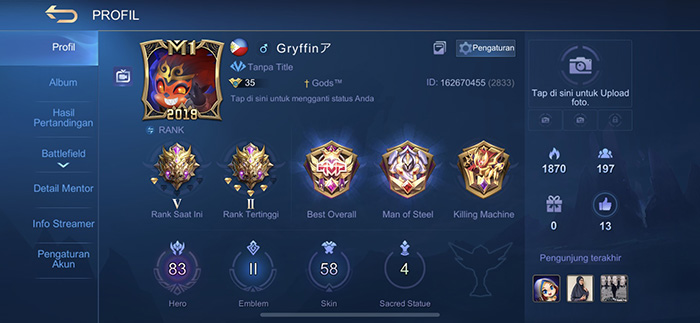 PROFIL
Profil
Album
Hasil
Pertandingan
Battlefield
Detail Mentor
Info Streamer
Pengaturan
Akun
M1
2019
Gryffinア
Pengaturan
Tanpa Title
35
† Gods™
ID: 162670455 (2833)
Tap di sini untuk mengganti status Anda
RANK
V
Rank Saat Ini
II
Rank Tertinggi
Best Overall
Man of Steel
Killing Machine
83
Hero
II
Emblem
58
Skin
4
Sacred Statue
Tap di sini untuk Upload
foto.
1870
197
0
13
Pengunjung terakhir